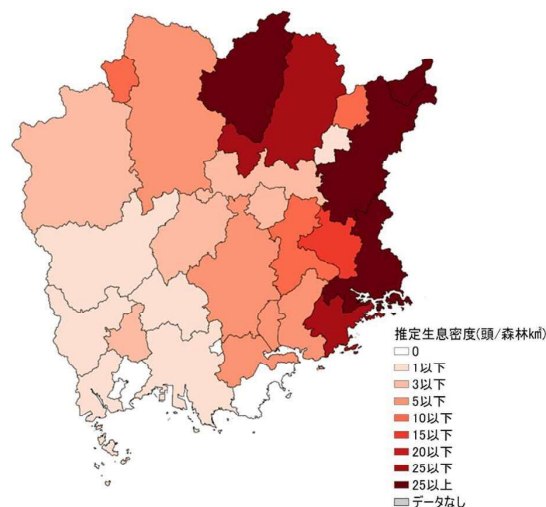 推定生息密度(頭/森林㎢)
0
1以下
3以下
5以下
10以下
15以下
20以下
25以下
25以上
データなし